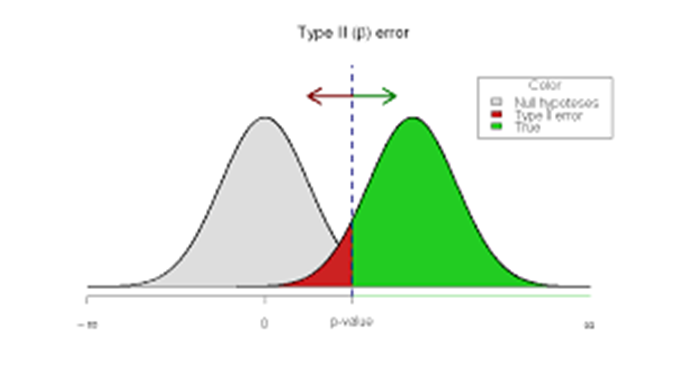 Type II (β) error
Color
Null hypoteses
Type II error
True
-∞
0
p-value
∞